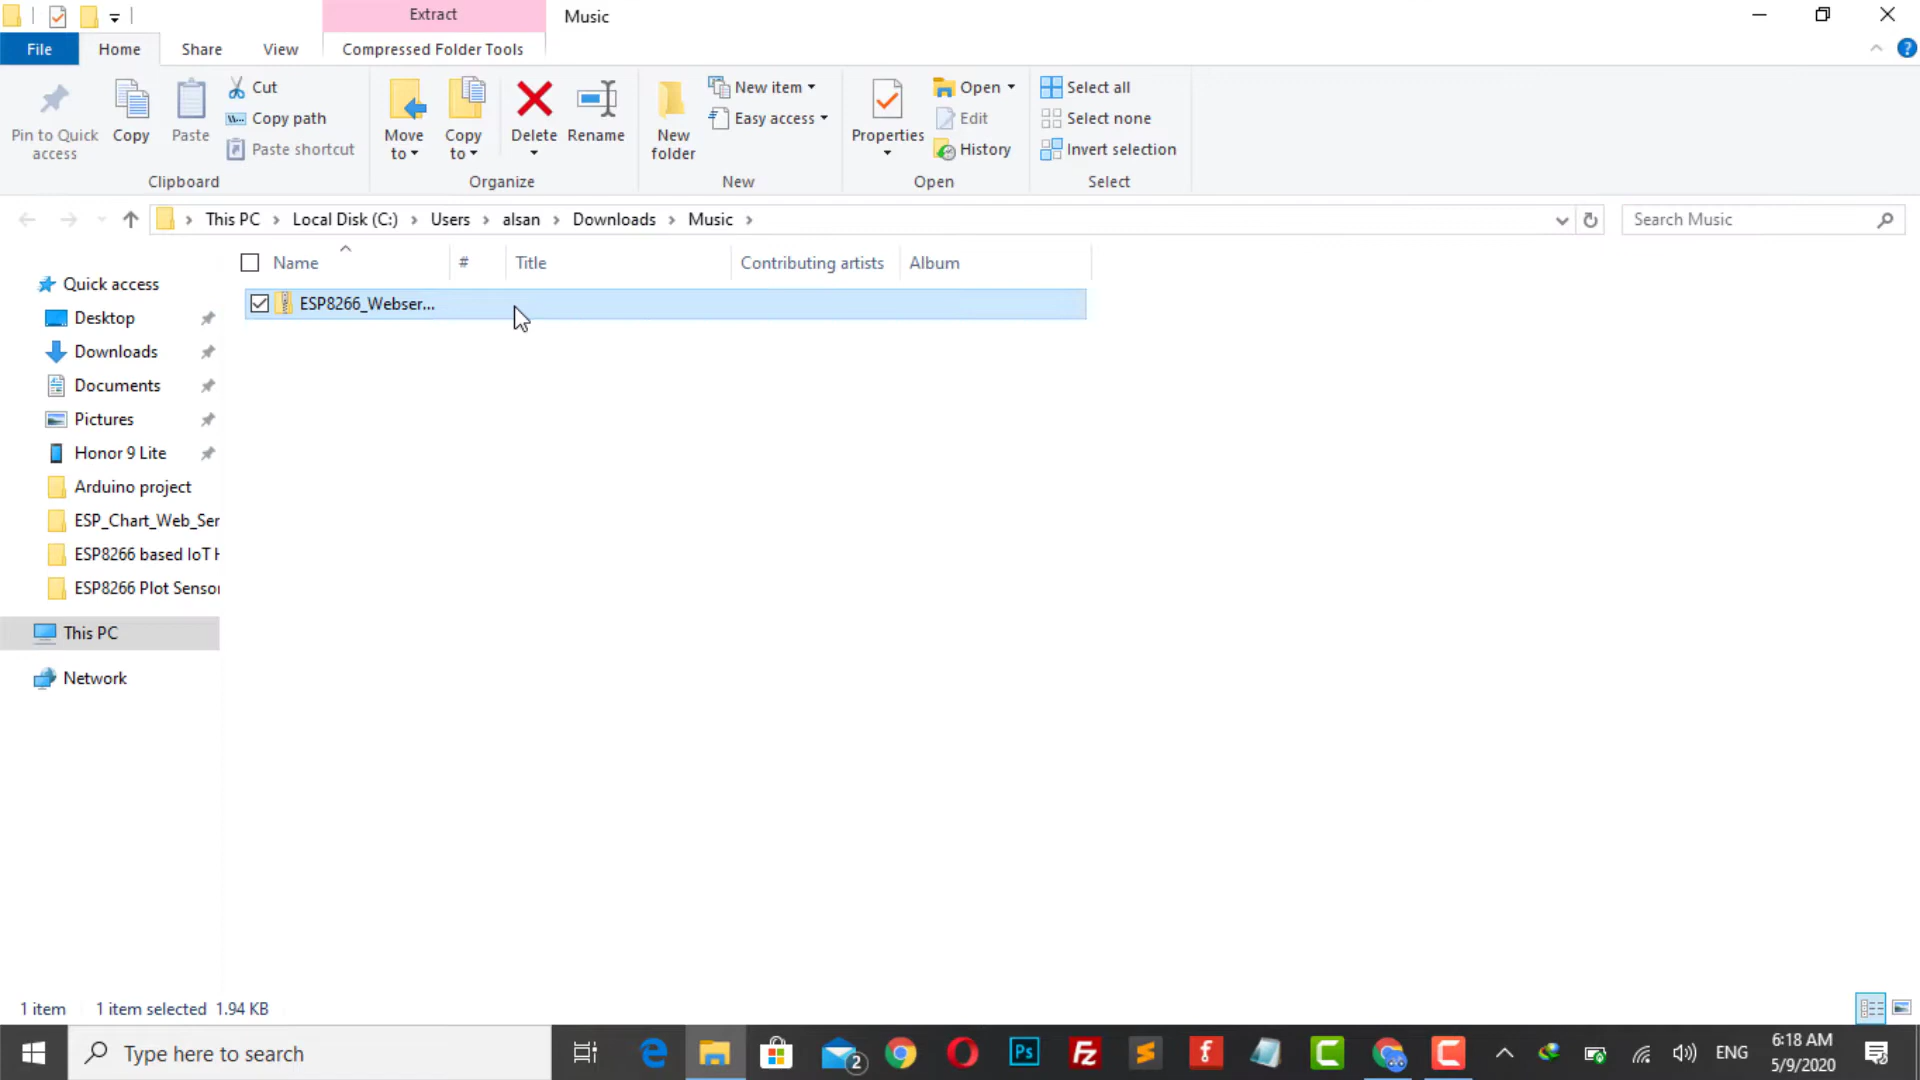 Extract
Music
File
Home
Share
View
Compressed Folder Tools
Pin to Quick access
Copy
Paste
Cut
Copy path
Paste shortcut
Move to
Copy to
Delete
Rename
New folder
New item
Easy access
Properties
Open
Edit
History
Select all
Select none
Invert selection
Clipboard
Organize
New
Open
Select
This PC > Local Disk (C:) > Users > alsan > Downloads > Music >
Search Music
Name
#
Title
Contributing artists
Album
ESP8266_Webser...
Quick access
Desktop
Downloads
Documents
Pictures
Honor 9 Lite
Arduino project
ESP_Chart_Web_Ser
ESP8266 based IoT H
ESP8266 Plot Sensor
This PC
Network
1 item
1 item selected 1.94 KB
Type here to search
2
Ps
Fz
ENG
6:18 AM
5/9/2020